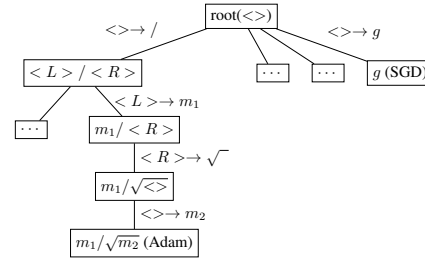 root(<>)
<>→ /
<>→ g
< L > / < R >
...
...
g (SGD)
< L >→ m₁
...
m₁/ < R >
< R >→ √
m₁/√<>
<>→ m₂
m₁/√m₂ (Adam)